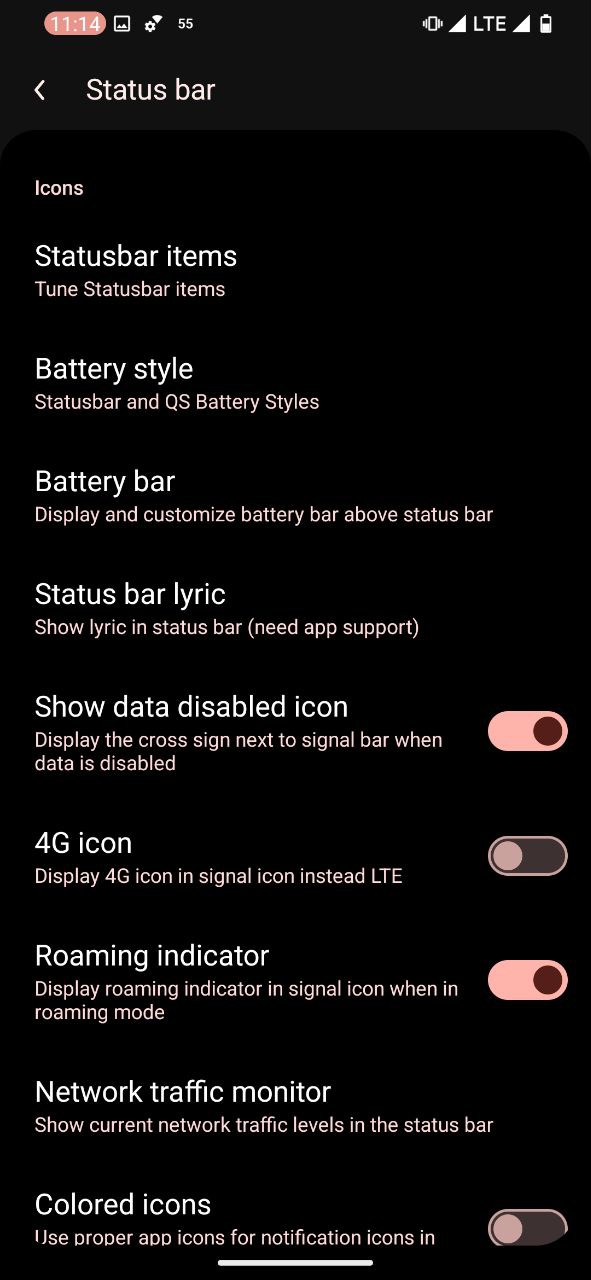 11:14 55 LTE
Status bar
Icons
Statusbar items
Tune Statusbar items
Battery style
Statusbar and QS Battery Styles
Battery bar
Display and customize battery bar above status bar
Status bar lyric
Show lyric in status bar (need app support)
Show data disabled icon
Display the cross sign next to signal bar when
data is disabled
4G icon
Display 4G icon in signal icon instead LTE
Roaming indicator
Display roaming indicator in signal icon when in
roaming mode
Network traffic monitor
Show current network traffic levels in the status bar
Colored icons
Use proper app icons for notification icons in